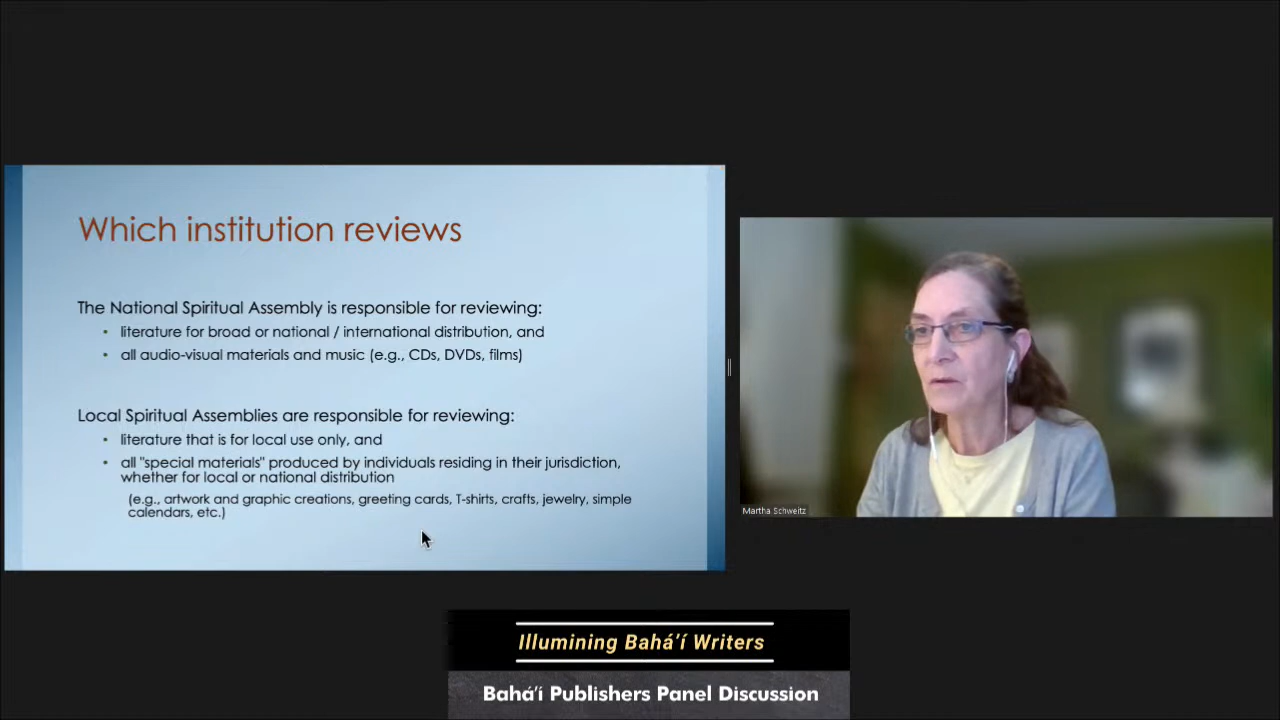 Which institution reviews
The National Spiritual Assembly is responsible for reviewing:
• literature for broad or national / international distribution, and
• all audio-visual materials and music (e.g., CDs, DVDs, films)
Local Spiritual Assemblies are responsible for reviewing:
• literature that is for local use only, and
• all "special materials" produced by individuals residing in their jurisdiction,
whether for local or national distribution
(e.g., artwork and graphic creations, greeting cards, T-shirts, crafts, jewelry, simple
calendars, etc.)
Martha Schweitz
Illumining Bahá’í Writers
Bahá’í Publishers Panel Discussion